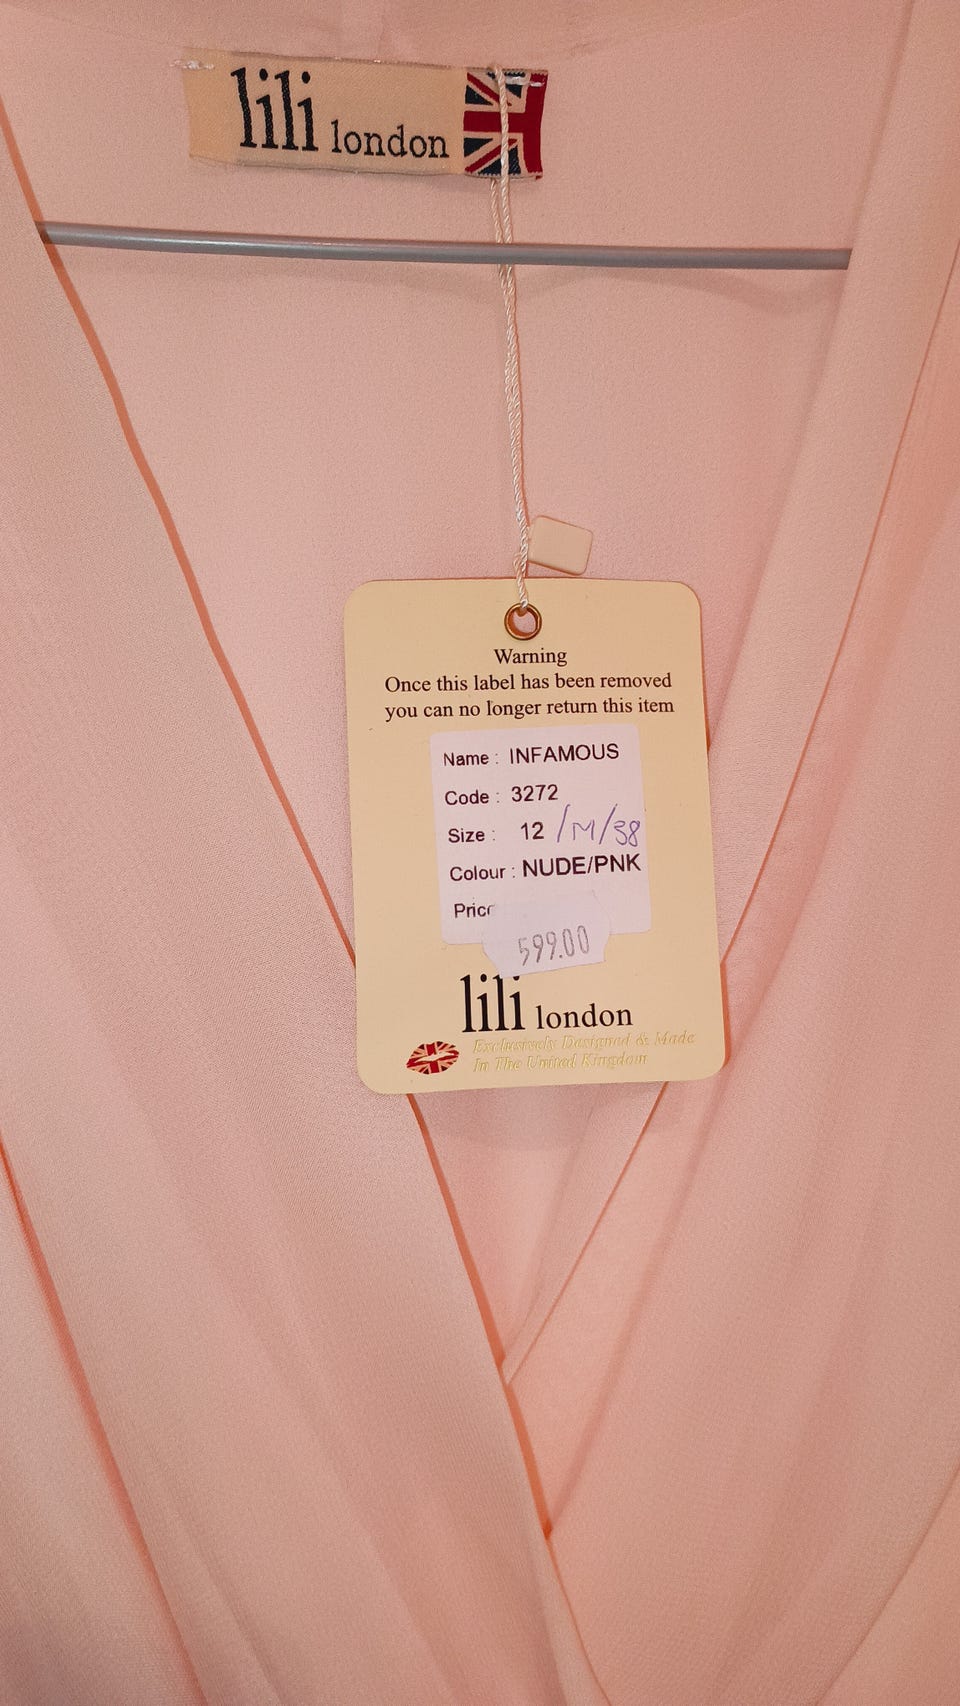 lili london
Warning
Once this label has been removed
you can no longer return this item
Name : INFAMOUS
Code : 3272
Size : 12 /M/38
Colour : NUDE/PNK
Price
599.00
lili london
Exclusively Designed & Made
In The United Kingdom